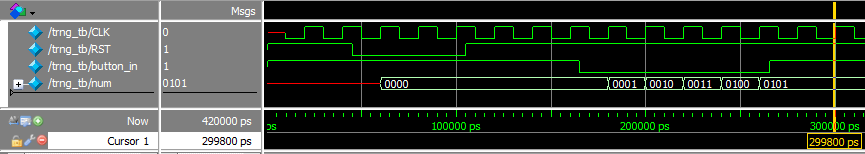 Msgs
/trng_tb/CLK 0
/trng_tb/RST 1
/trng_tb/button_in 1
/trng_tb/num 0101 0000 0001 0010 0011 0100 0101
Now 420000 ps ps 100000 ps 200000 ps 300000 ps
Cursor 1 299800 ps 299800 ps